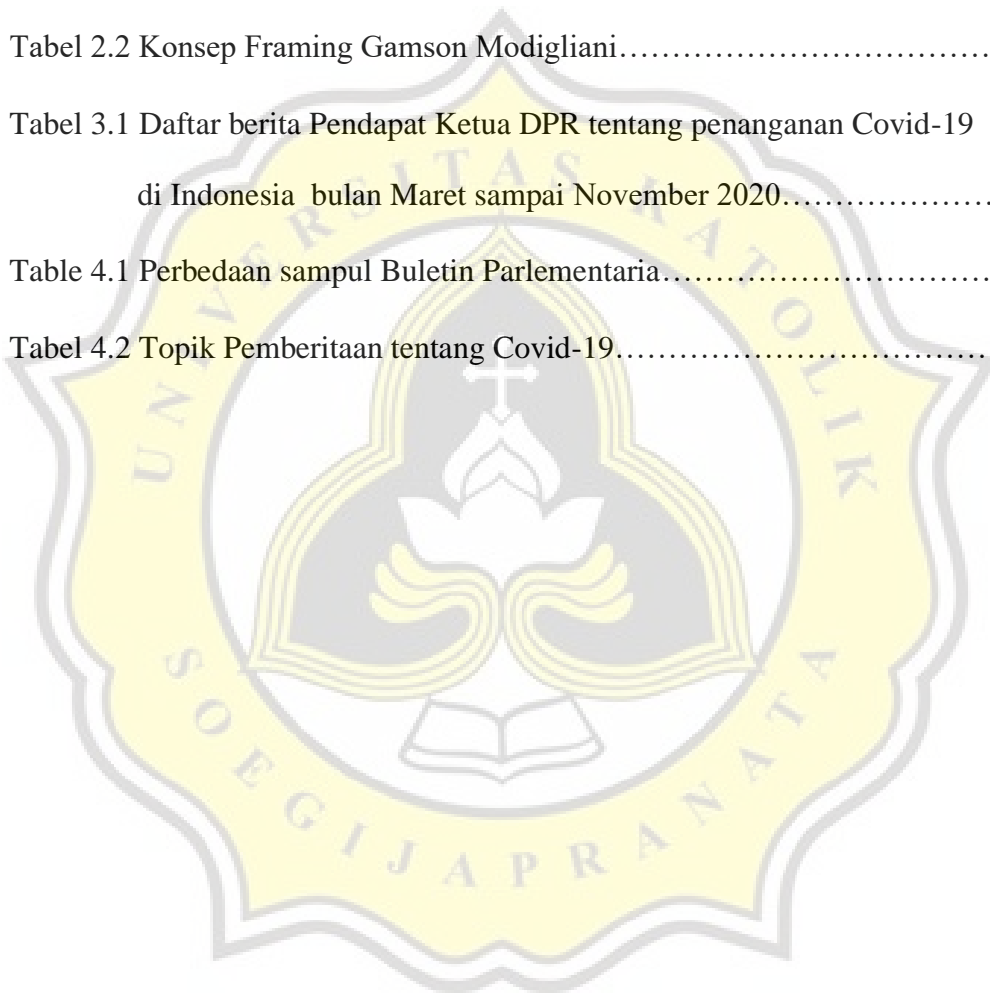 Tabel 2.2 Konsep Framing Gamson Modigliani……………………………
Tabel 3.1 Daftar berita Pendapat Ketua DPR tentang penanganan Covid-19
di Indonesia  bulan Maret sampai November 2020………………
Table 4.1 Perbedaan sampul Buletin Parlementaria………………………
Tabel 4.2 Topik Pemberitaan tentang Covid-19……………………………
UNIVERSITAS KATOLIK
SOEGIJAPRANATA